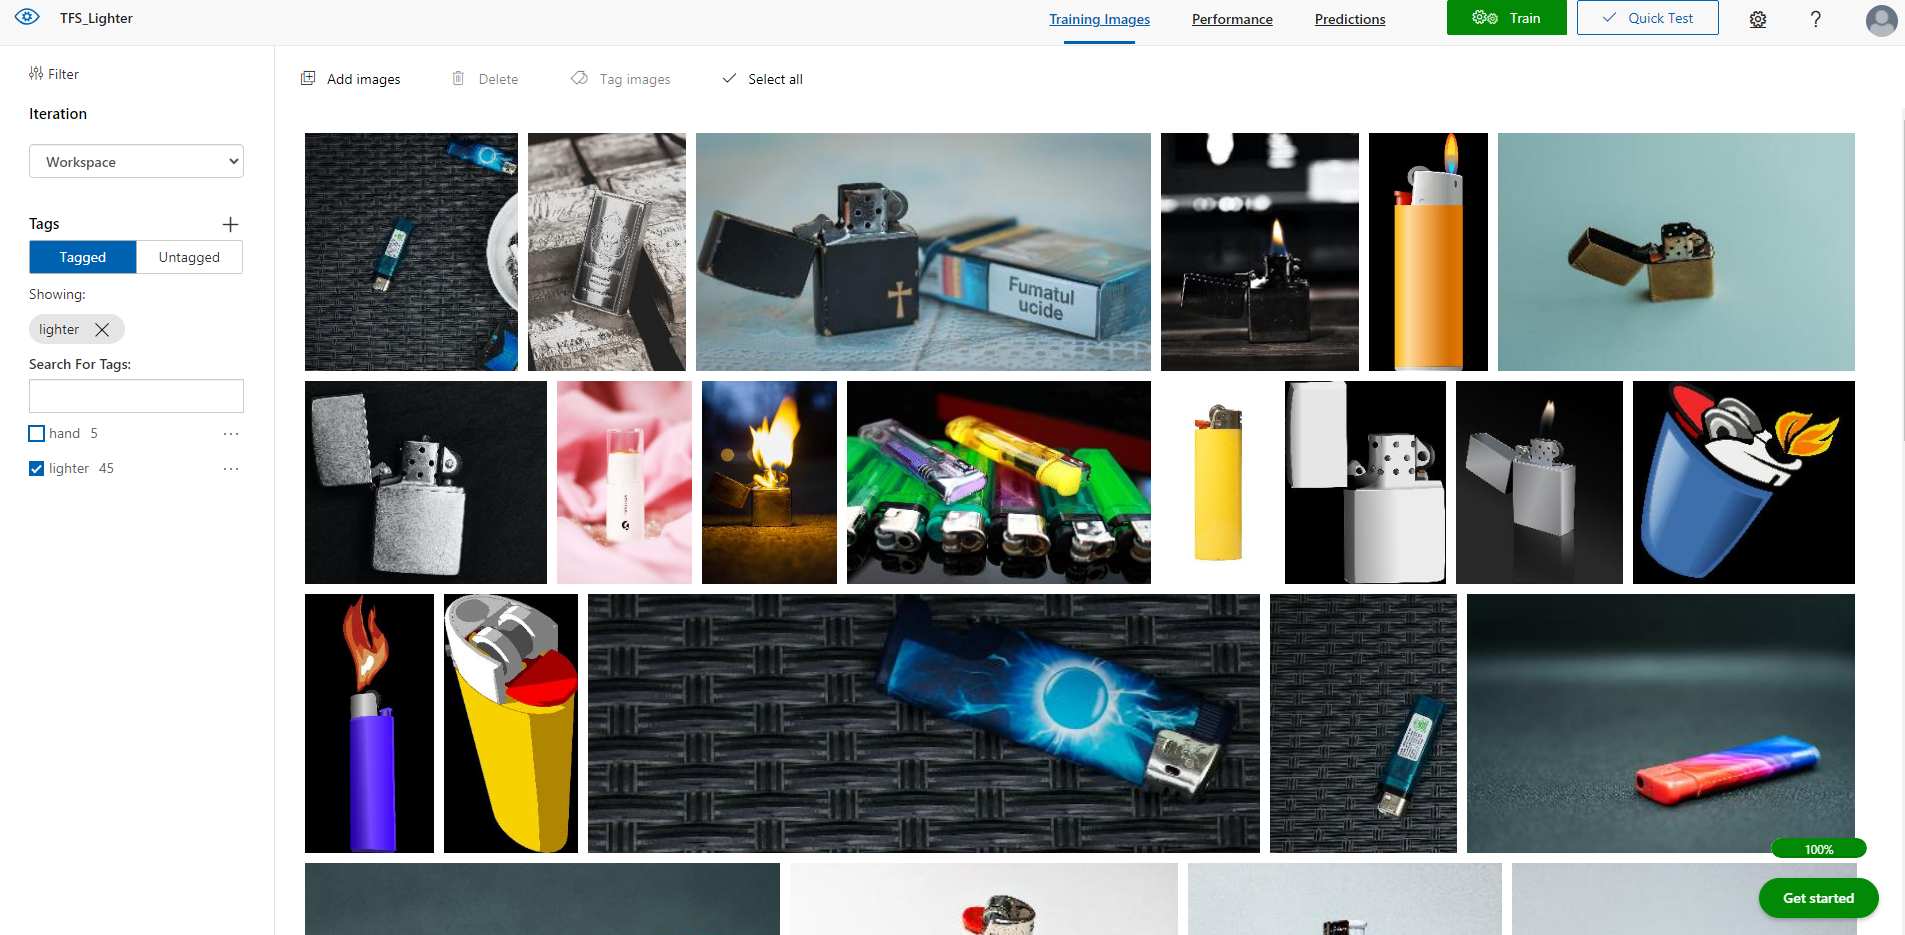 TFS_Lighter
Training Images
Performance
Predictions
Train
Quick Test
?
Filter
Add images
Delete
Tag images
Select all
Iteration
Workspace
Tags
Tagged
Untagged
Showing:
lighter
Search For Tags:
hand 5
lighter 45
Fumatul
ucide
100%
Get started